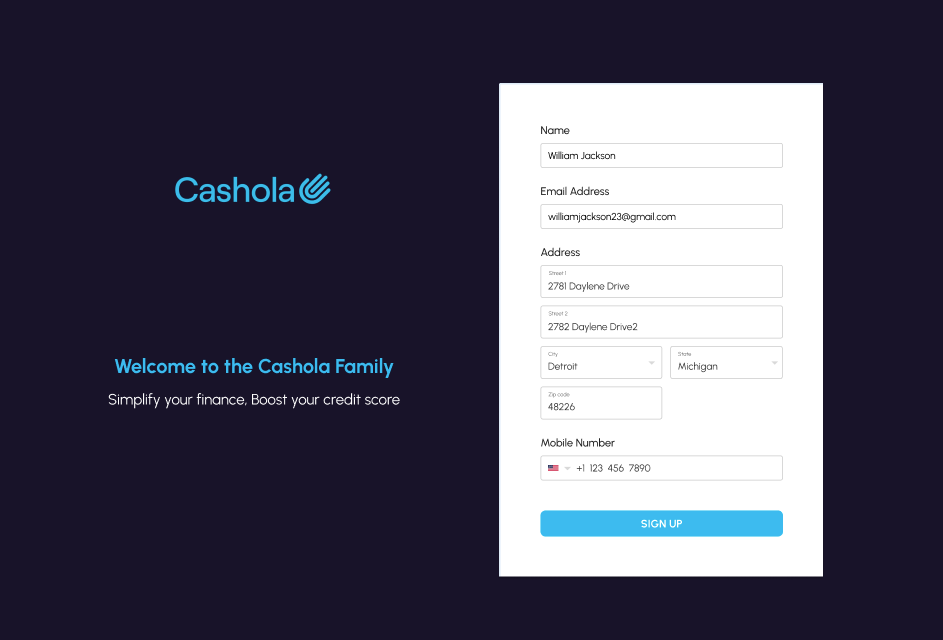 Cashola
Welcome to the Cashola Family
Simplify your finance, Boost your credit score
Name
William Jackson
Email Address
williamjackson23@gmail.com
Address
Street 1
2781 Daylene Drive
Street 2
2782 Daylene Drive2
City
Detroit
State
Michigan
Zip code
48226
Mobile Number
+1 123 456 7890
SIGN UP